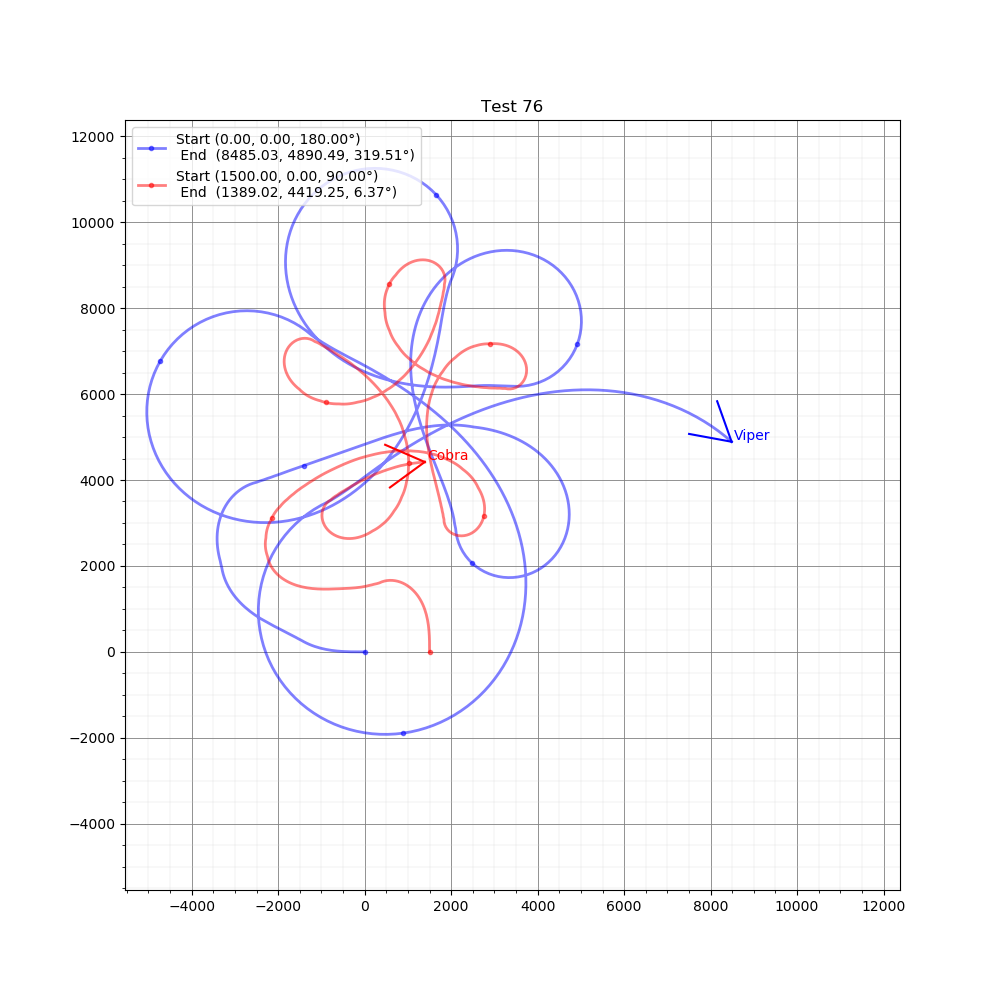 Test 76
12000
10000
8000
6000
4000
2000
0
−2000
−4000
Start (0.00, 0.00, 180.00°)
End  (8485.03, 4890.49, 319.51°)
Start (1500.00, 0.00, 90.00°)
End  (1389.02, 4419.25, 6.37°)
Viper
Cobra
−4000 −2000 0 2000 4000 6000 8000 10000 12000